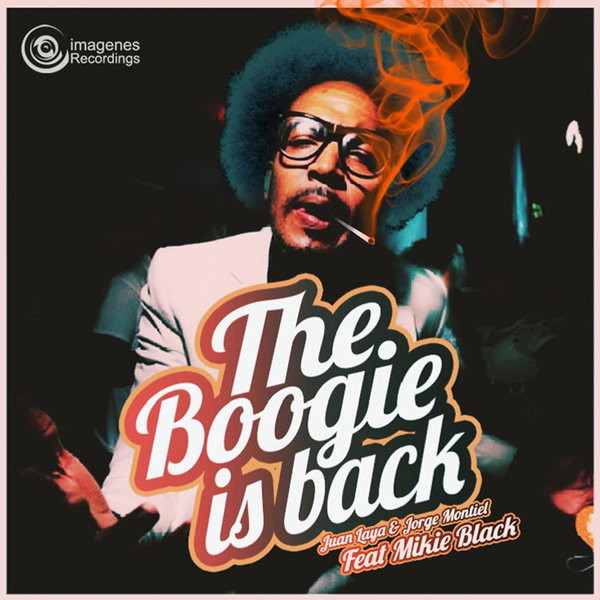 imagenes
Recordings
The
Boogie
is back
Juan Laya & Jorge Montiel
Feat Mikie Black